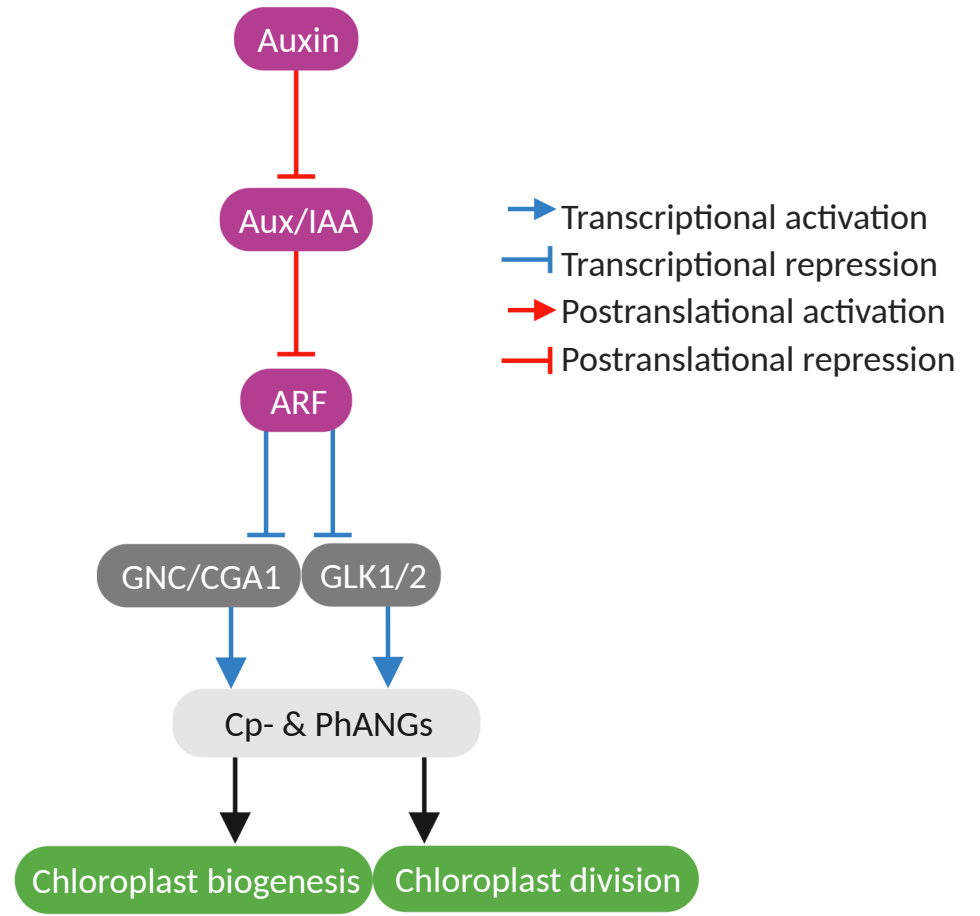 Auxin
Aux/IAA
Transcriptional activation
Transcriptional repression
Postranslational activation
Postranslational repression
ARF
GNC/CGA1
GLK1/2
Cp- & PhANGs
Chloroplast biogenesis
Chloroplast division